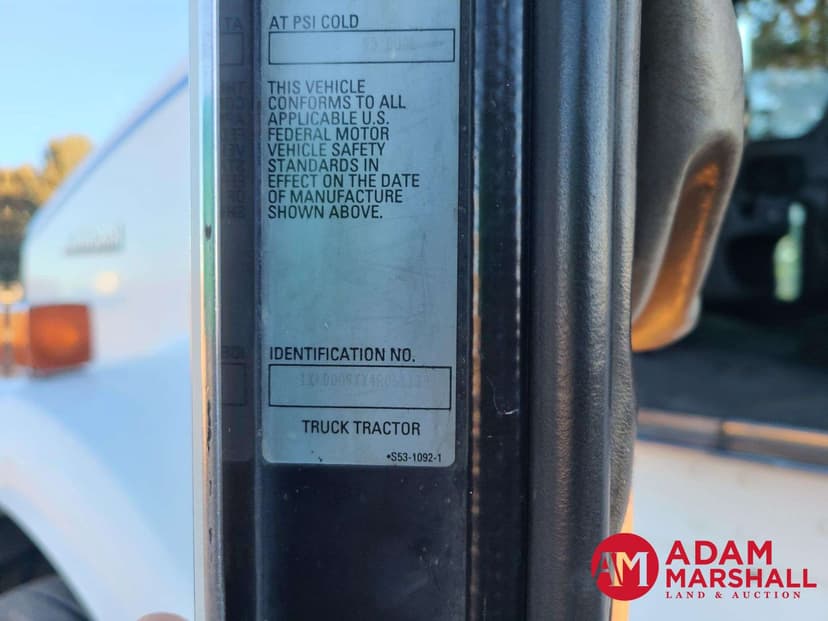 AT PSI COLD
THIS VEHICLE
CONFORMS TO ALL
APPLICABLE U.S.
FEDERAL MOTOR
VEHICLE SAFETY
STANDARDS IN
EFFECT ON THE DATE
OF MANUFACTURE
SHOWN ABOVE.
IDENTIFICATION NO.
TRUCK TRACTOR
•S53-1092-1
AM
ADAM
MARSHALL
LAND & AUCTION